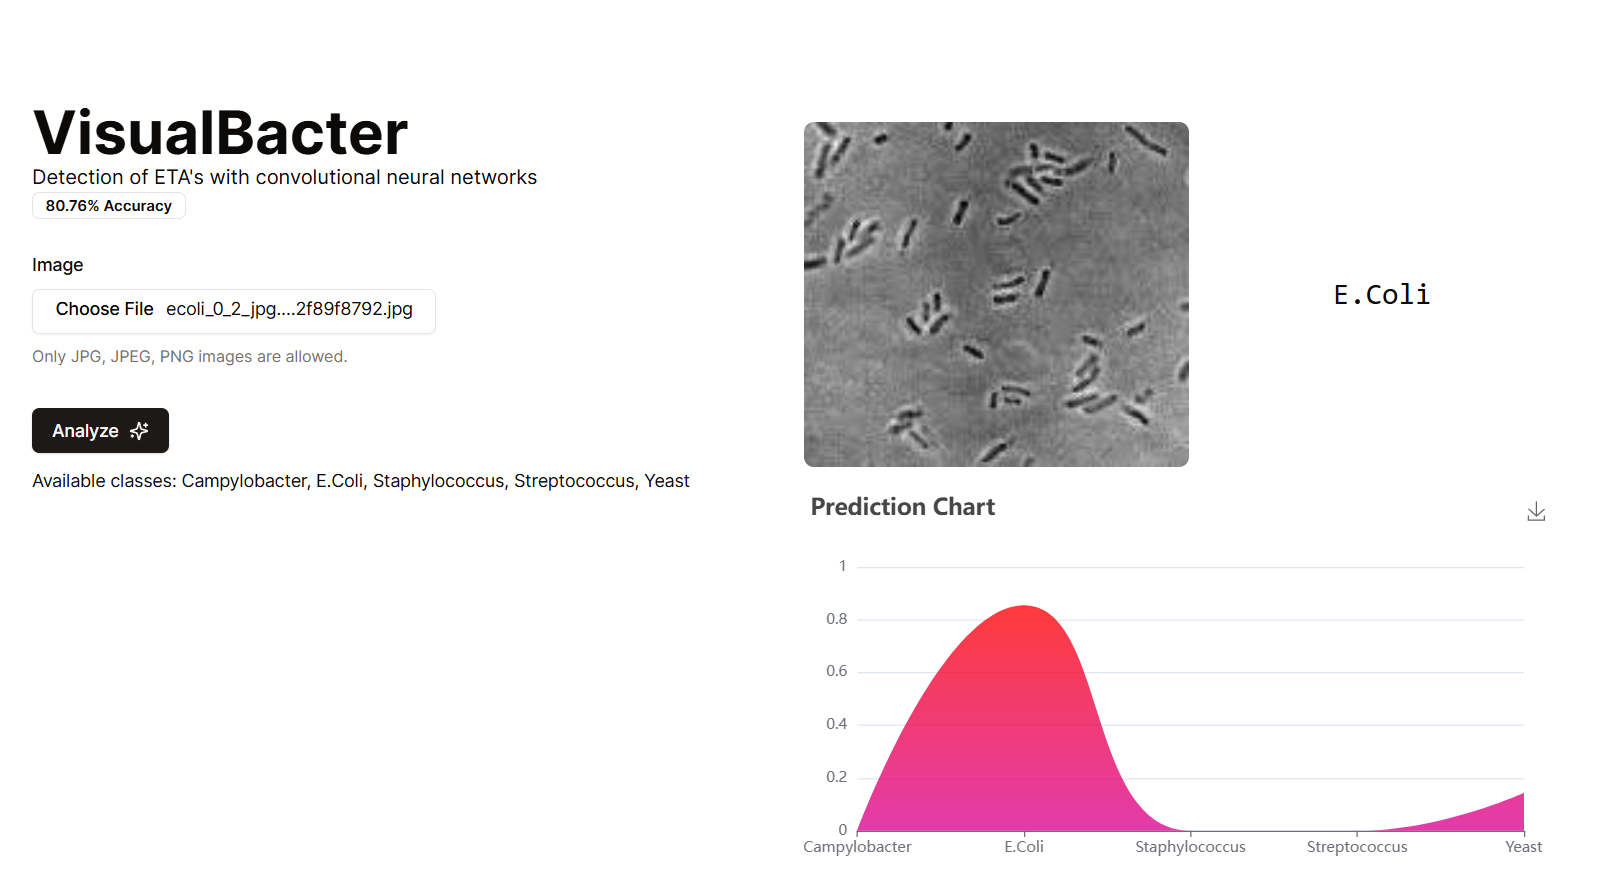 VisualBacter
Detection of ETA's with convolutional neural networks
80.76% Accuracy
Image
Choose File ecoli_0_2_jpg....2f89f8792.jpg
Only JPG, JPEG, PNG images are allowed.
Analyze
Available classes: Campylobacter, E.Coli, Staphylococcus, Streptococcus, Yeast
E.Coli
Prediction Chart
1
0.8
0.6
0.4
0.2
0
Campylobacter E.Coli Staphylococcus Streptococcus Yeast